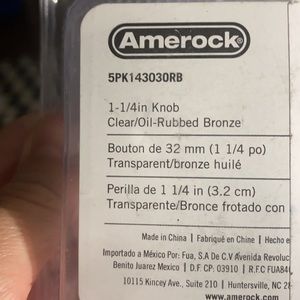 Amerock®
5PK14303ORB
1-1/4in Knob
Clear/Oil-Rubbed Bronze
Bouton de 32 mm (1 1/4 po)
Transparent/bronze huilé
Perilla de 1 1/4 in (3.2 cm)
Transparente/Bronce frotado con
Made in China | Fabriqué en Chine | Hecho e
Importado a México Por: Fua, S.A De C.V Avenida Revoluc
Benito Juarez Mexico | D.F CP. 03910 | R.F.C FUA84
10115 Kincey Ave., Suite 210 | Huntersville, NC 28
www.amerock.com